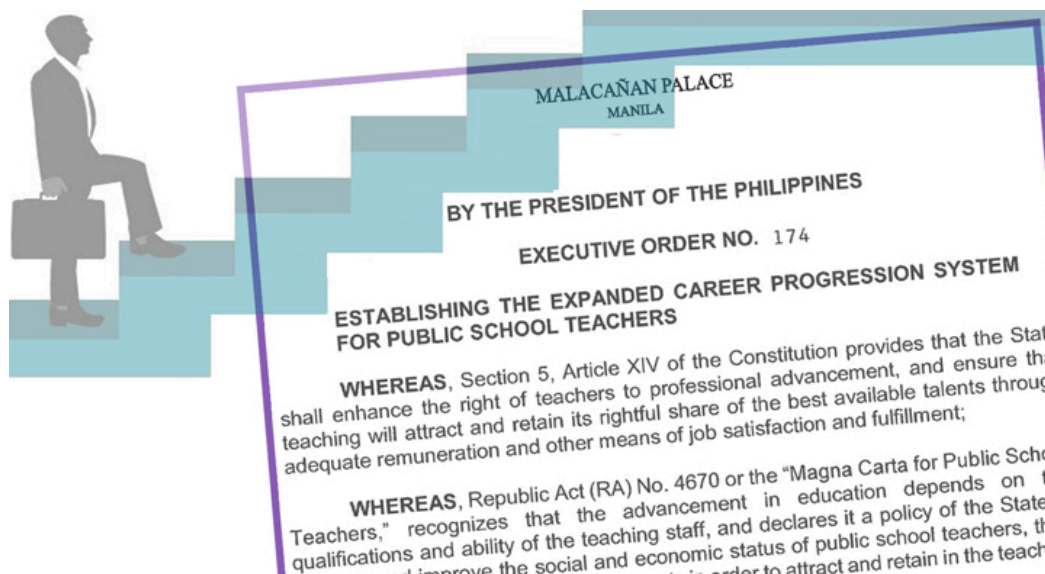 MALACAÑAN PALACE
MANILA
BY THE PRESIDENT OF THE PHILIPPINES
EXECUTIVE ORDER NO. 174
ESTABLISHING THE EXPANDED CAREER PROGRESSION SYSTEM
FOR PUBLIC SCHOOL TEACHERS
WHEREAS, Section 5, Article XIV of the Constitution provides that the Stat
shall enhance the right of teachers to professional advancement, and ensure tha
teaching will attract and retain its rightful share of the best available talents throug
adequate remuneration and other means of job satisfaction and fulfillment;
WHEREAS, Republic Act (RA) No. 4670 or the “Magna Carta for Public Scho
Teachers,” recognizes that the advancement in education depends on t
qualifications and ability of the teaching staff, and declares it a policy of the State
improve the social and economic status of public school teachers, th
in order to attract and retain in the teach